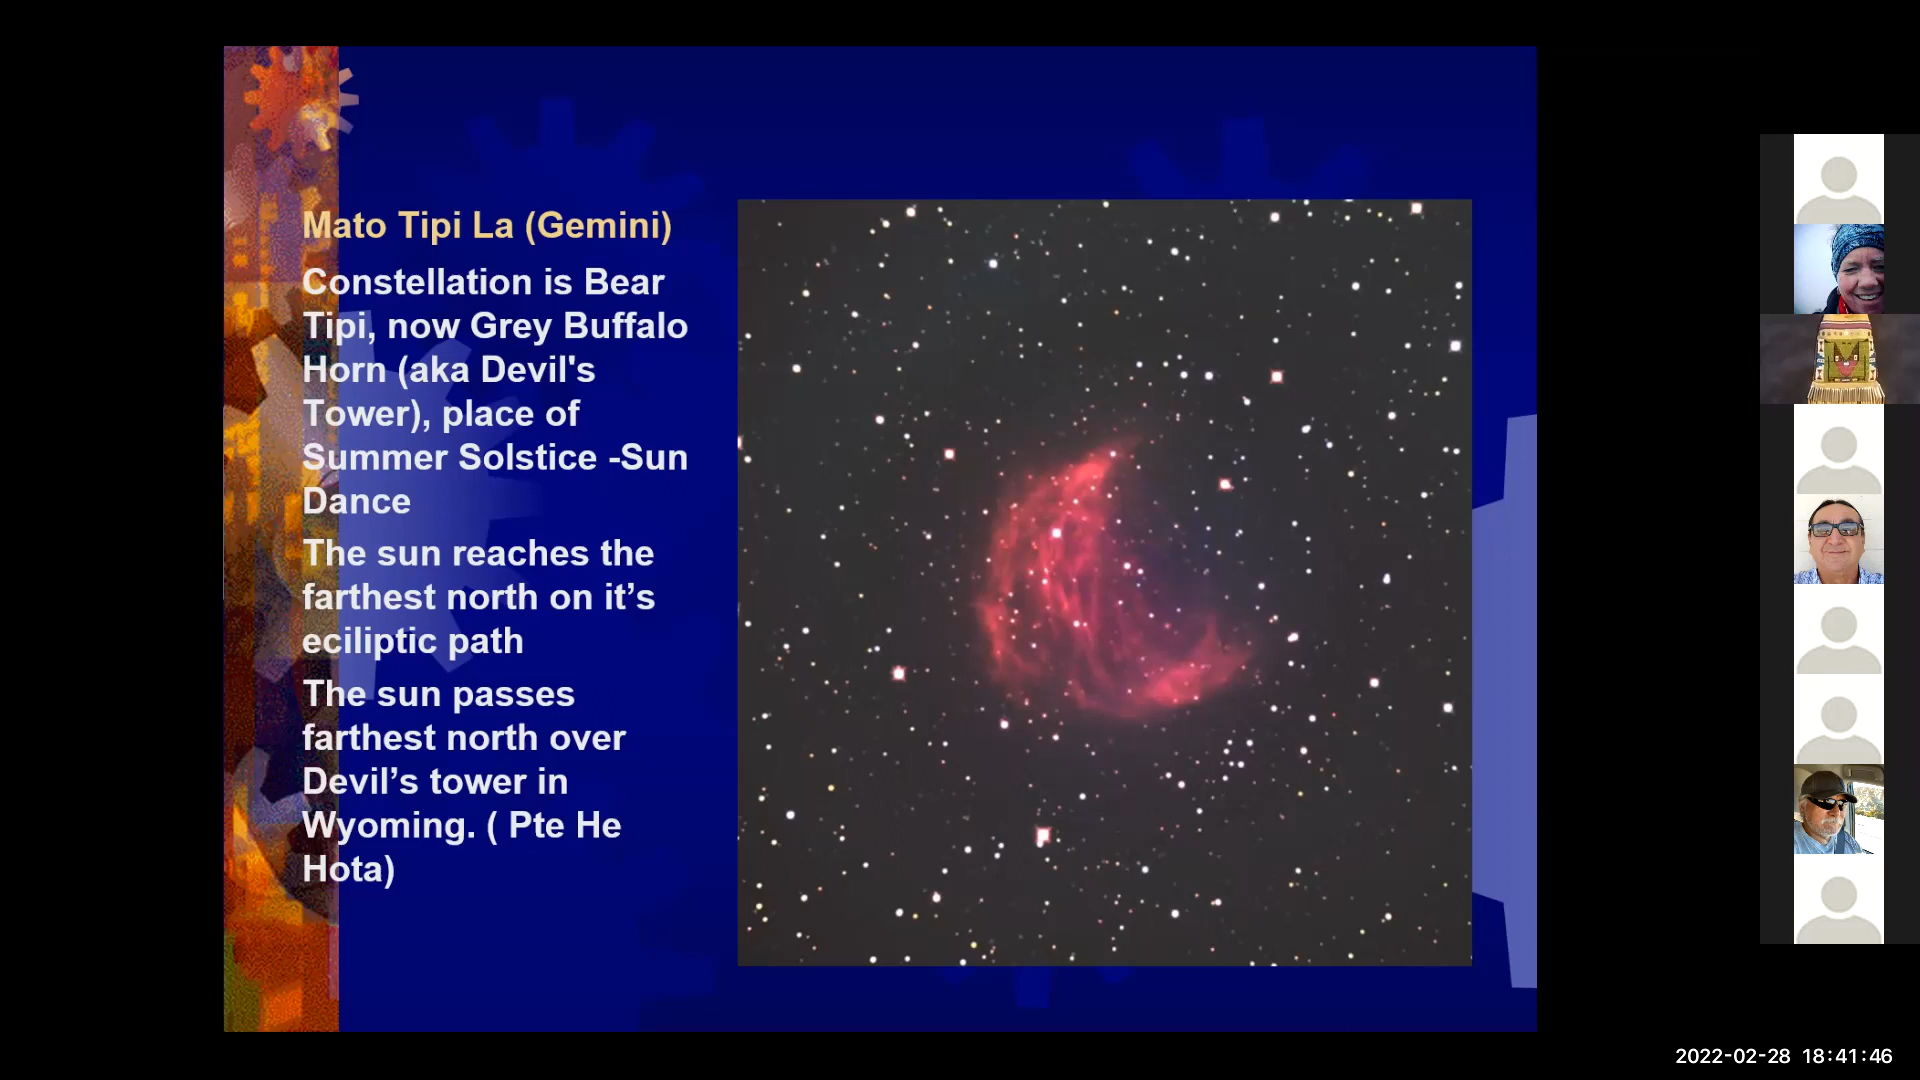 Mato Tipi La (Gemini)
Constellation is Bear
Tipi, now Grey Buffalo
Horn (aka Devil's
Tower), place of
Summer Solstice -Sun
Dance
The sun reaches the
farthest north on it’s
eciliptic path
The sun passes
farthest north over
Devil’s tower in
Wyoming. ( Pte He
Hota)
2022-02-28 18:41:46